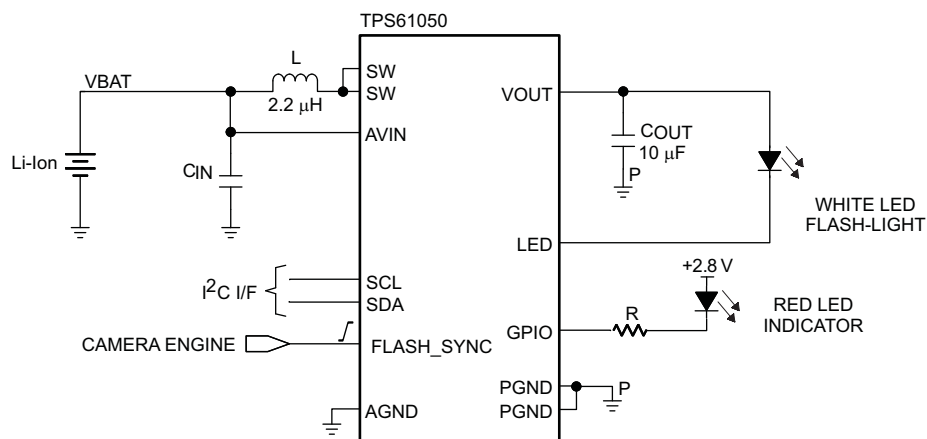 TPS61050
L
SW
VBAT
SW
2.2 μH
VOUT
AVIN
COUT
10 μF
Li-Ion
CIN
P
WHITE LED
FLASH-LIGHT
LED
+2.8 V
SCL
I²C I/F
SDA
RED LED
INDICATOR
R
GPIO
CAMERA ENGINE
FLASH_SYNC
PGND
P
AGND
PGND